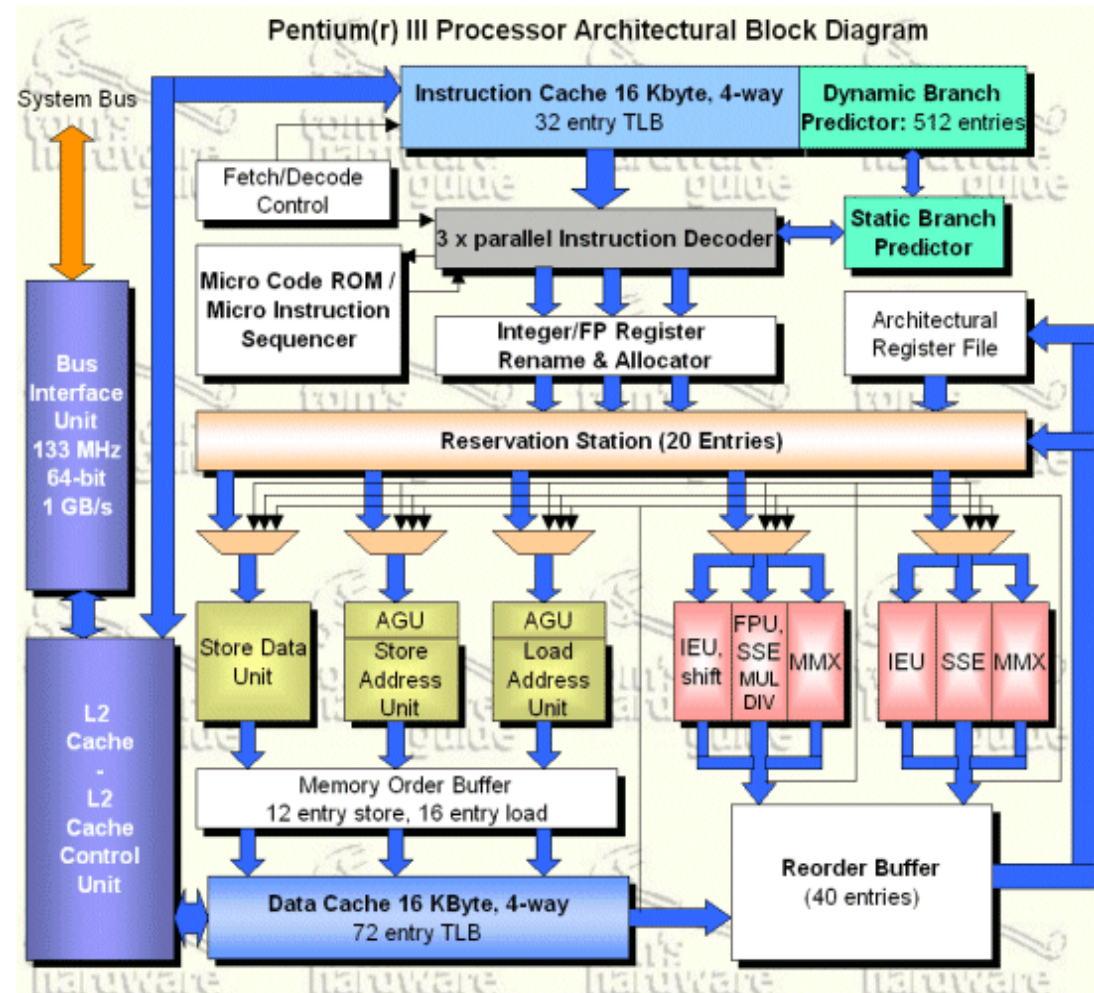 Pentium(r) III Processor Architectural Block Diagram
System Bus
Instruction Cache 16 Kbyte, 4-way
32 entry TLB
Dynamic Branch
Predictor: 512 entries
Fetch/Decode
Control
3 x parallel Instruction Decoder
Static Branch
Predictor
Micro Code ROM /
Micro Instruction
Sequencer
Integer/FP Register
Rename & Allocator
Architectural
Register File
Bus
Interface
Unit
133 MHz
64-bit
1 GB/s
Reservation Station (20 Entries)
Store Data
Unit
AGU
Store
Address
Unit
AGU
Load
Address
Unit
IEU,
shift
FPU,
SSE
MUL
DIV
MMX
IEU
SSE
MMX
L2
Cache
-
L2
Cache
Control
Unit
Memory Order Buffer
12 entry store, 16 entry load
Reorder Buffer
(40 entries)
Data Cache 16 KByte, 4-way
72 entry TLB
tom's
hardware
guide